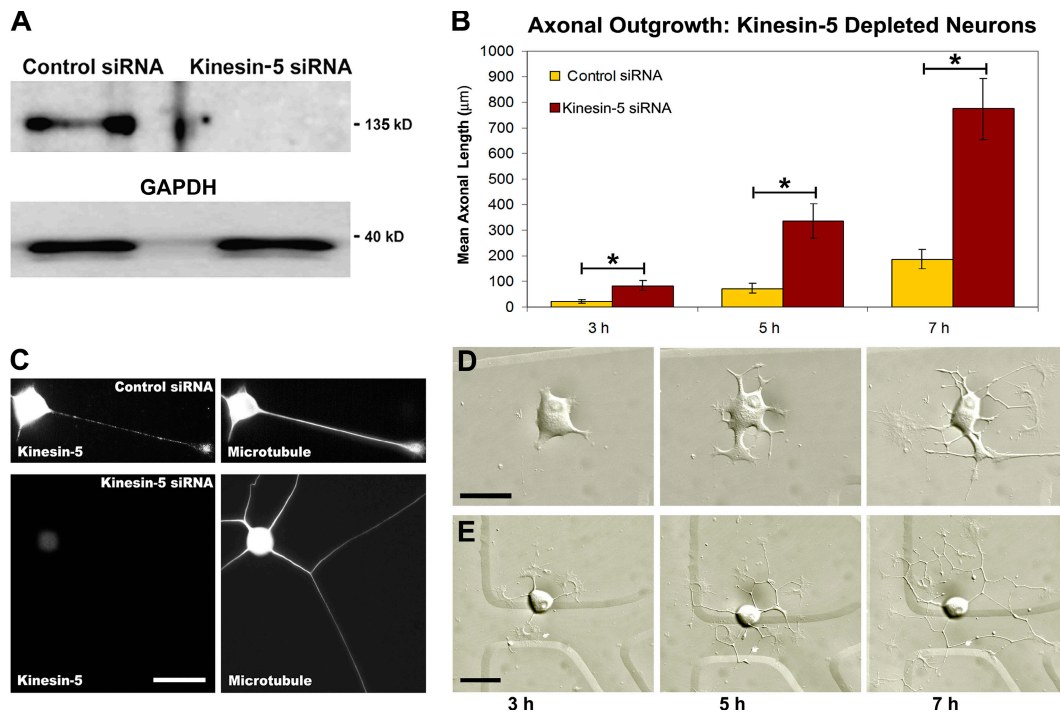 A
Control siRNA Kinesin-5 siRNA
- 135 kD
GAPDH
- 40 kD
B
Axonal Outgrowth: Kinesin-5 Depleted Neurons
Mean Axonal Length (µm)
1000
900
800
700
600
500
400
300
200
100
0
Control siRNA
Kinesin-5 siRNA
*
*
*
3 h 5 h 7 h
C
Control siRNA
Kinesin-5 Microtubule
Kinesin-5 siRNA
Kinesin-5 Microtubule
D
E
3 h 5 h 7 h